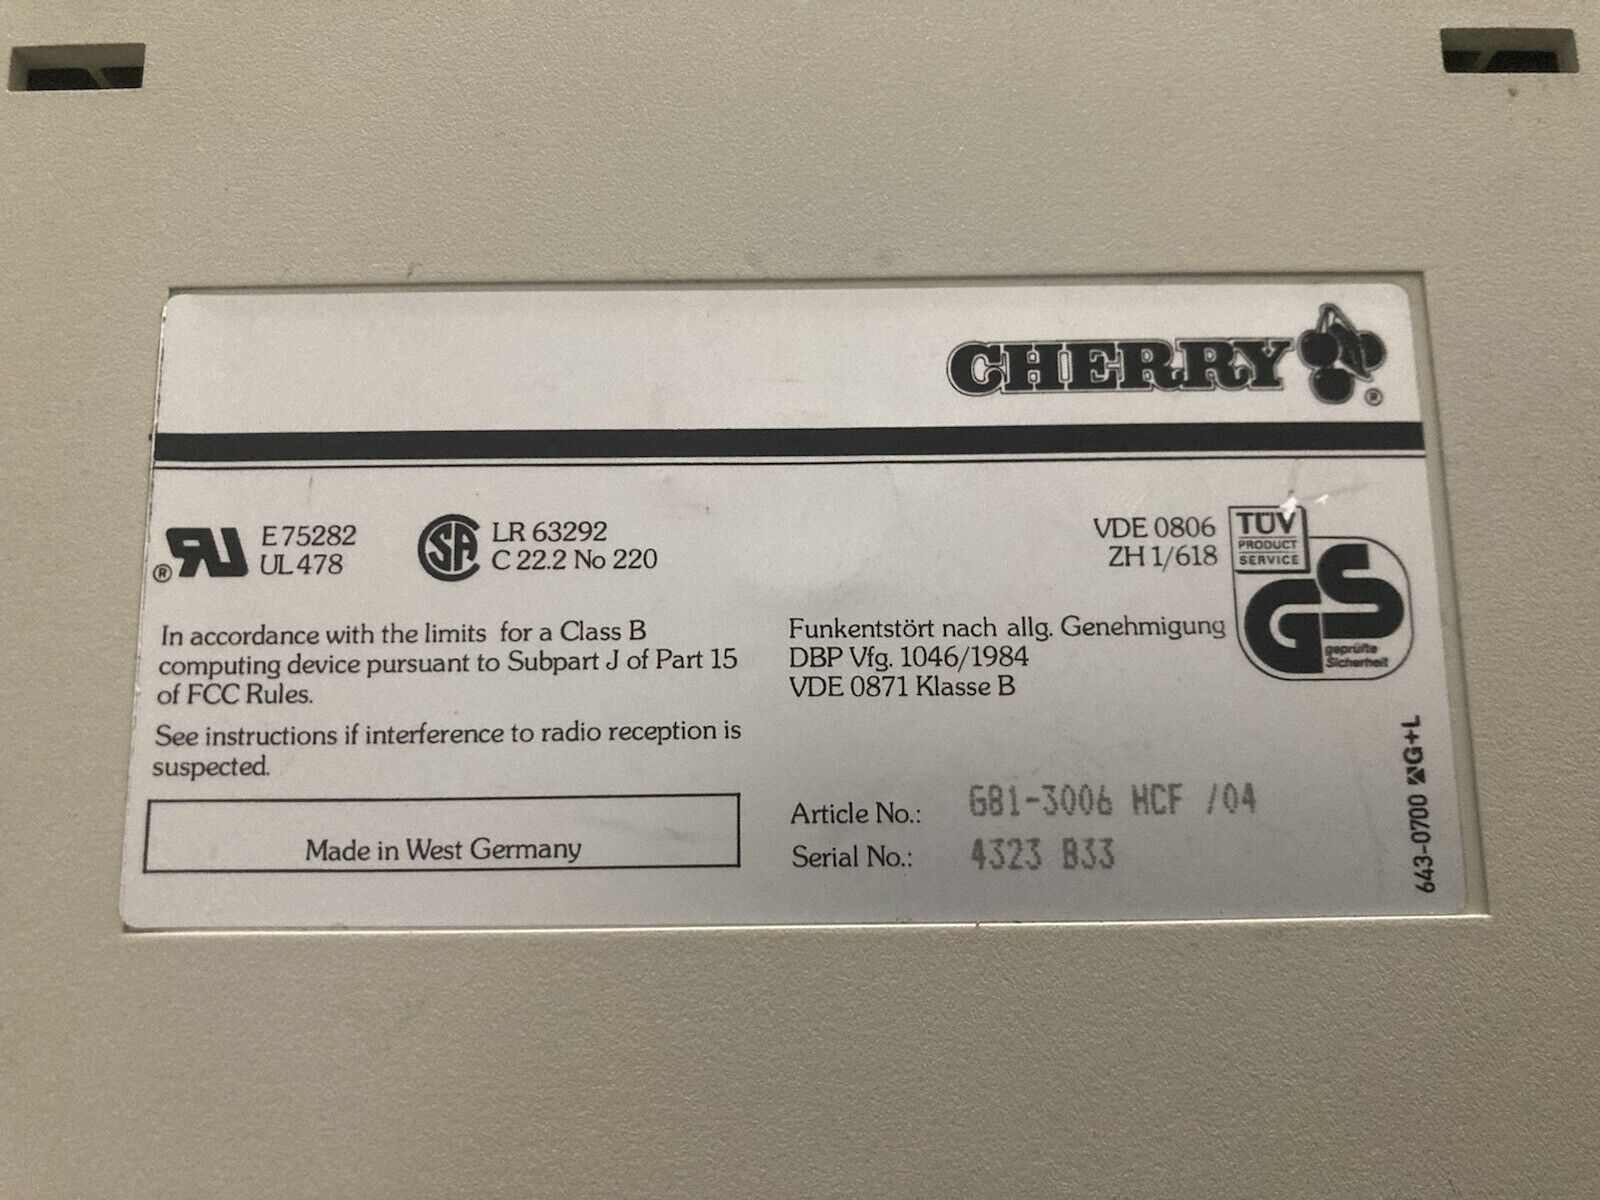 CHERRY ®
® RU E 75282
UL 478
SA LR 63292
C 22.2 No 220
VDE 0806
ZH 1/618
TÜV
PRODUCT
SERVICE
GS
geprüfte
Sicherheit
In accordance with the limits for a Class B
computing device pursuant to Subpart J of Part 15
of FCC Rules.
See instructions if interference to radio reception is
suspected.
Made in West Germany
Funkentstört nach allg. Genehmigung
DBP Vfg. 1046/1984
VDE 0871 Klasse B
Article No.: G81-3006 HCF /04
Serial No.: 4323 B33
643-0700 G+L